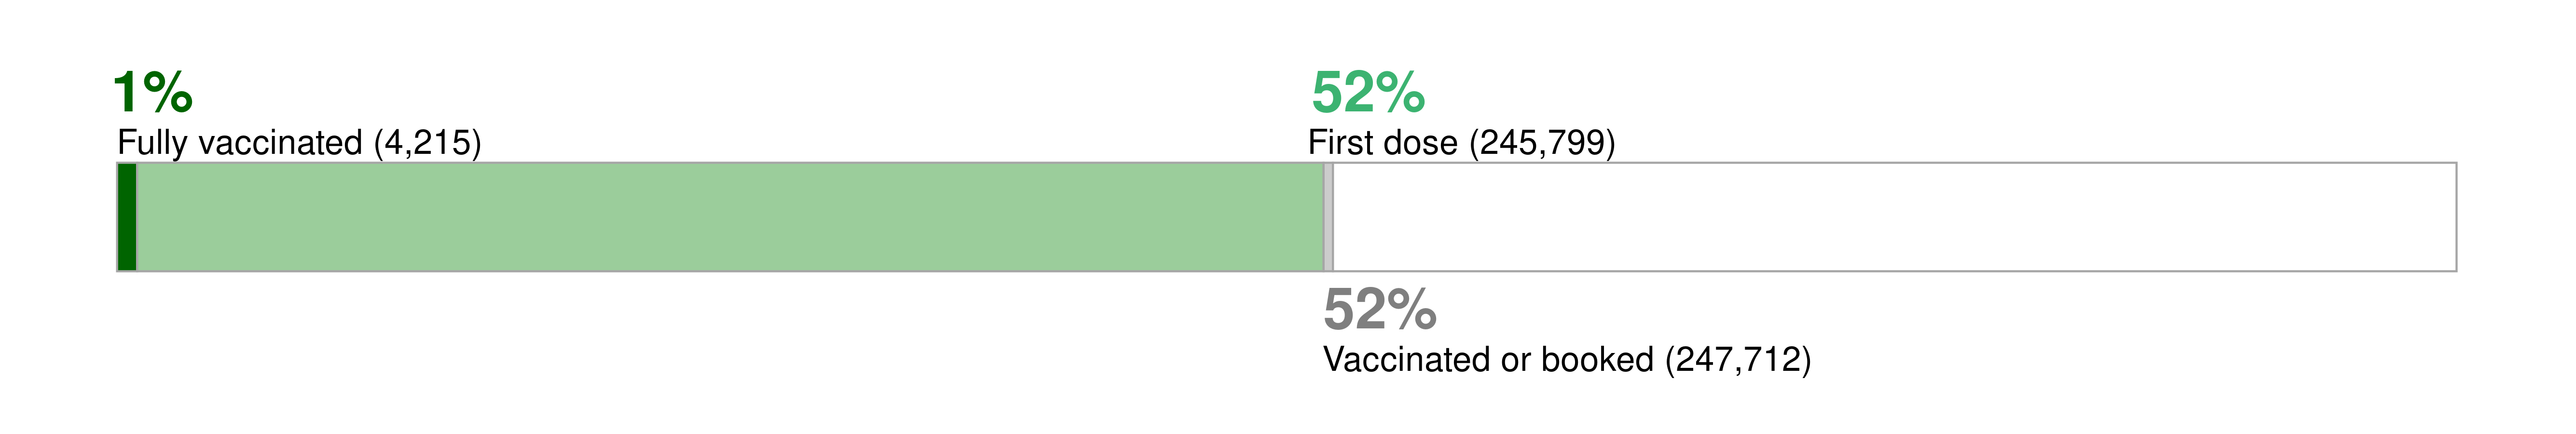 1%
Fully vaccinated (4,215)
52%
First dose (245,799)
52%
Vaccinated or booked (247,712)